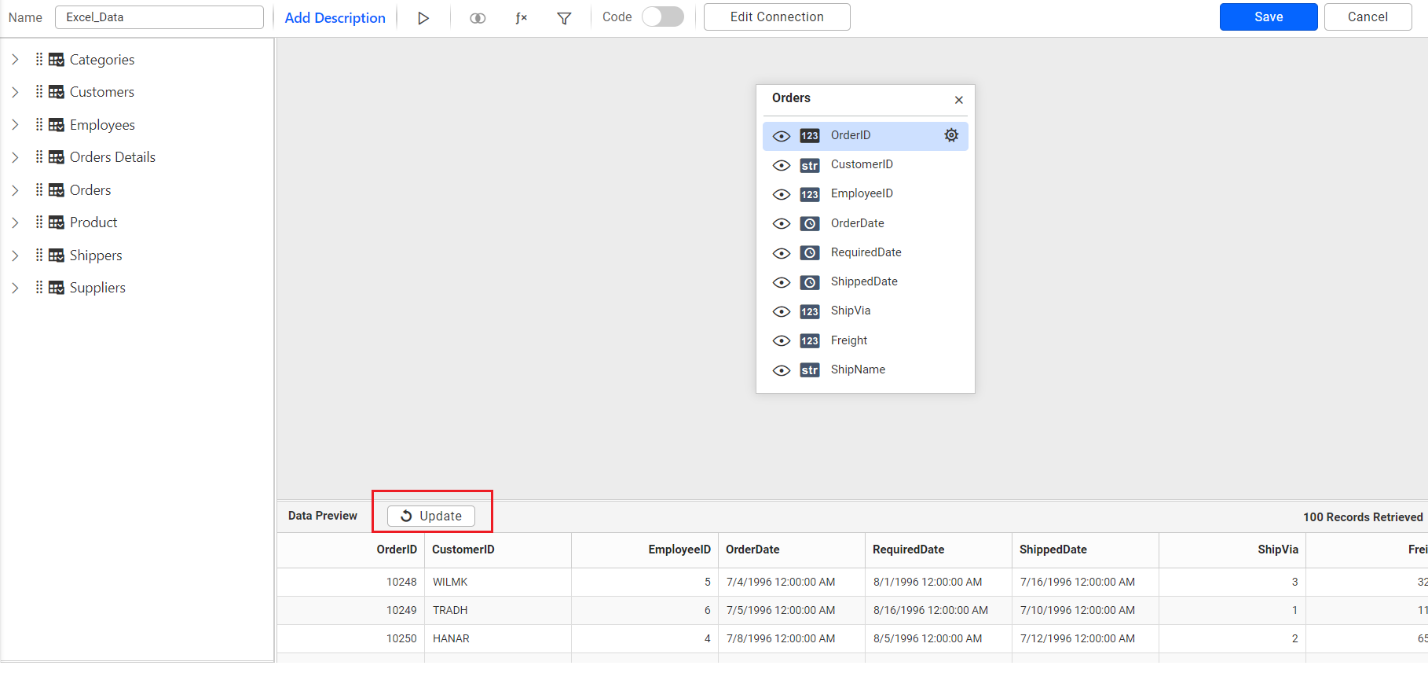 Name Excel_Data Add Description ƒx Code Edit Connection Save Cancel
Categories
Customers
Employees
Orders Details
Orders
Product
Shippers
Suppliers
Orders
123 OrderID
str CustomerID
123 EmployeeID
OrderDate
RequiredDate
ShippedDate
123 ShipVia
123 Freight
str ShipName
Data Preview Update 100 Records Retrieved
OrderID CustomerID EmployeeID OrderDate RequiredDate ShippedDate ShipVia Frei
10248 WILMK 5 7/4/1996 12:00:00 AM 8/1/1996 12:00:00 AM 7/16/1996 12:00:00 AM 3 32
10249 TRADH 6 7/5/1996 12:00:00 AM 8/16/1996 12:00:00 AM 7/10/1996 12:00:00 AM 1 11
10250 HANAR 4 7/8/1996 12:00:00 AM 8/5/1996 12:00:00 AM 7/12/1996 12:00:00 AM 2 65